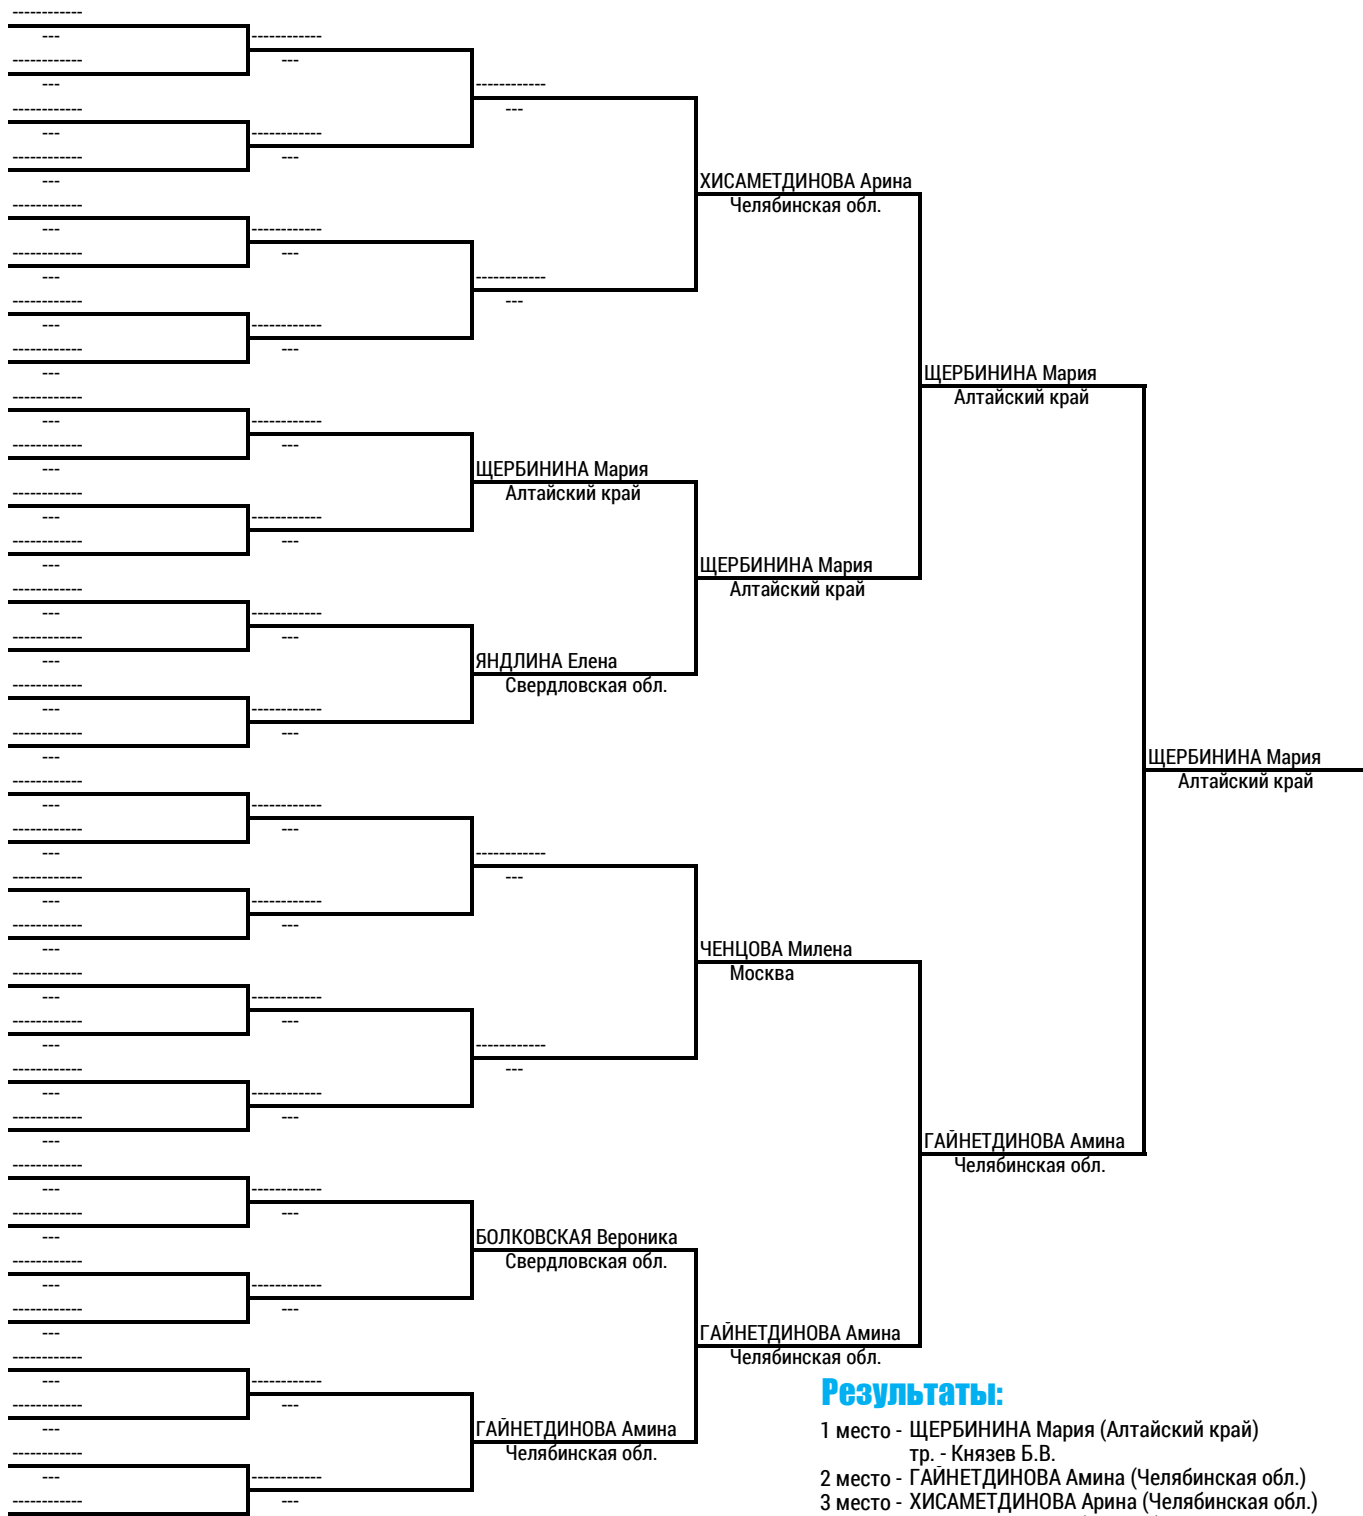 ХИСАМЕТДИНОВА Арина
Челябинская обл.
ЩЕРБИНИНА Мария
Алтайский край
ЩЕРБИНИНА Мария
Алтайский край
ЩЕРБИНИНА Мария
Алтайский край
ЯНДЛИНА Елена
Свердловская обл.
ЩЕРБИНИНА Мария
Алтайский край
ЧЕНЦОВА Милена
Москва
ГАЙНЕТДИНОВА Амина
Челябинская обл.
БОЛКОВСКАЯ Вероника
Свердловская обл.
ГАЙНЕТДИНОВА Амина
Челябинская обл.
ГАЙНЕТДИНОВА Амина
Челябинская обл.
Результаты:
1 место - ЩЕРБИНИНА Мария (Алтайский край)
тр. - Князев Б.В.
2 место - ГАЙНЕТДИНОВА Амина (Челябинская обл.)
3 место - ХИСАМЕТДИНОВА Арина (Челябинская обл.)